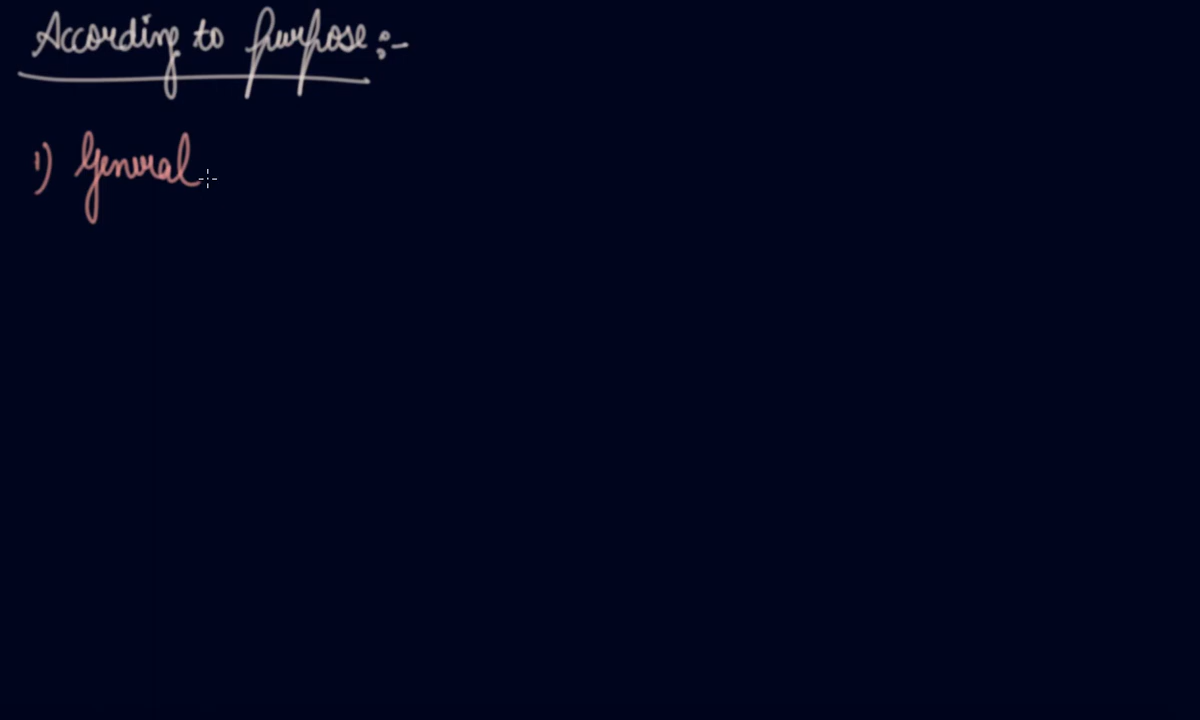 According to purpose :-
1) General